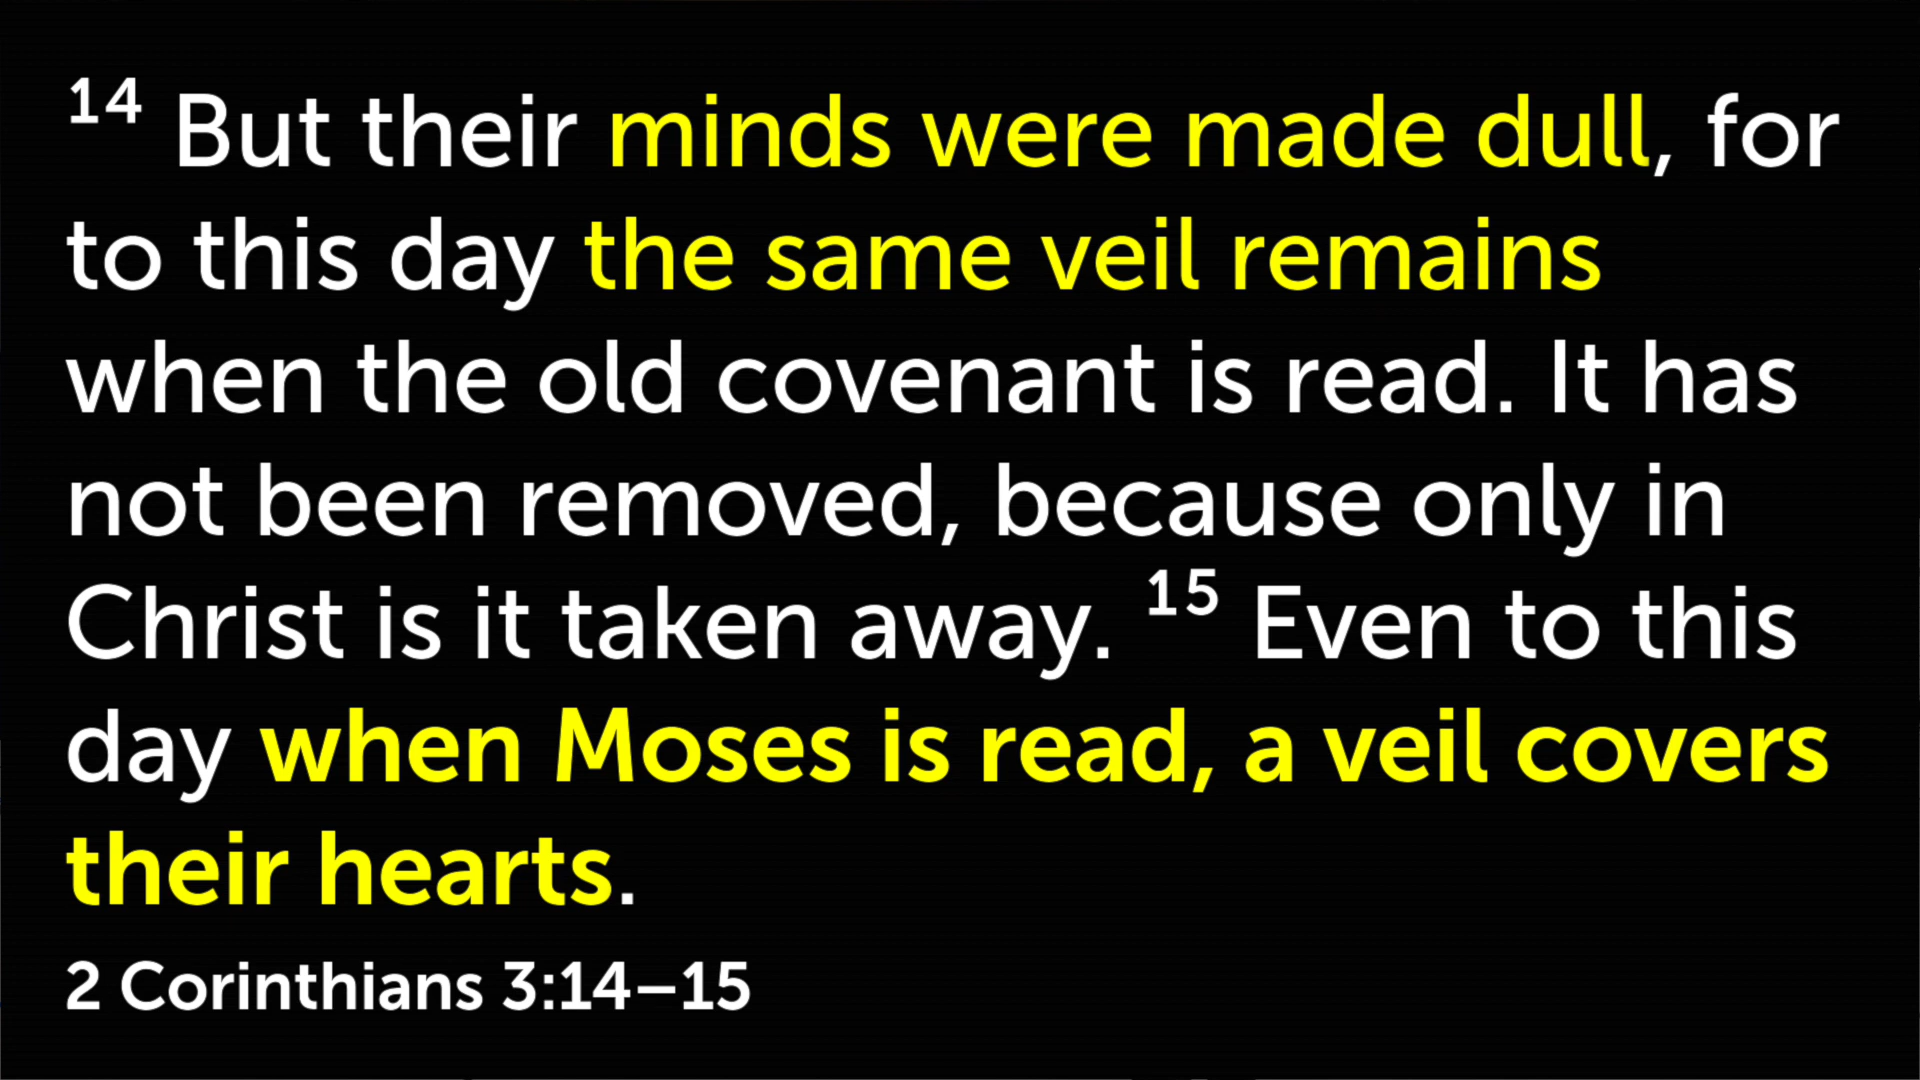 14 But their minds were made dull, for
to this day the same veil remains
when the old covenant is read. It has
not been removed, because only in
Christ is it taken away. 15 Even to this
day when Moses is read, a veil covers
their hearts.
2 Corinthians 3:14–15